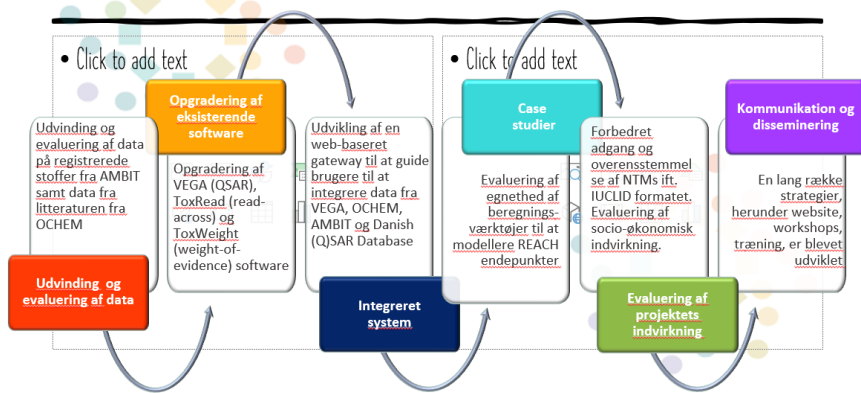 • Click to add text
• Click to add text
Udvinding og
evaluering af data
på registrerede
stoffer fra AMBIT
samt data fra
litteraturen fra
OCHEM
Udvinding og
evaluering af data
Opgradering af
eksisterende
software
Opgradering af
VEGA (QSAR),
ToxRead (read-
across) og
ToxWeight
(weight-of-
evidence) software
Udvikling af en
web-baseret
gateway til at guide
brugere til at
integrere data fra
VEGA, OCHEM,
AMBIT og Danish
(Q)SAR Database
Integreret
system
Case
studier
Evaluering af
egnethed af
beregnings-
værktøjer til at
modellere REACH
endepunkter
Forbedret
adgang og
overensstemmel
se af NTMs ift.
IUCLID formatet.
Evaluering af
socio-økonomisk
indvirkning.
Evaluering af
projektets
indvirkning
Kommunikation og
disseminering
En lang række
strategier,
herunder website,
workshops,
træning, er blevet
udviklet